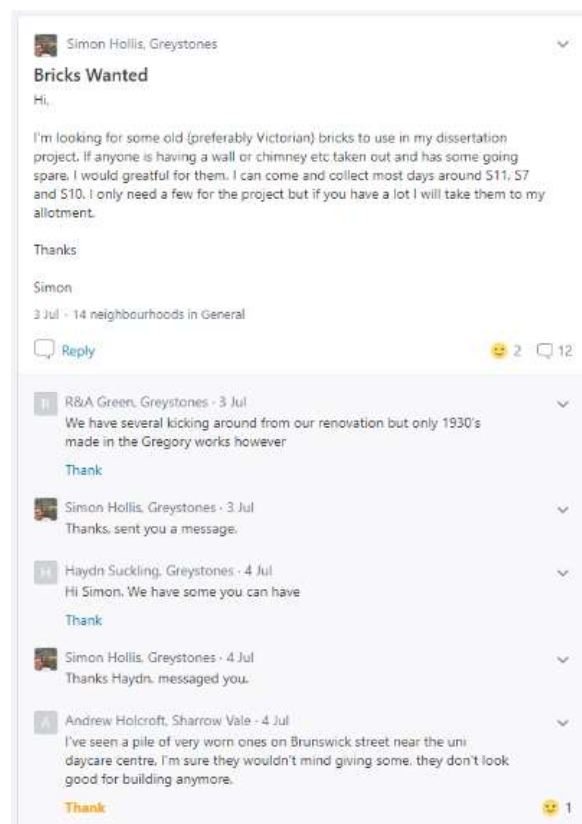 Simon Hollis, Greystones
Bricks Wanted
Hi,
I'm looking for some old (preferably Victorian) bricks to use in my dissertation
project. If anyone is having a wall or chimney etc taken out and has some going
spare, I would greatful for them. I can come and collect most days around S11, S7
and S10. I only need a few for the project but if you have a lot I will take them to my
allotment.
Thanks
Simon
3 Jul · 14 neighbourhoods in General
Reply
2
12
R
R&A Green, Greystones · 3 Jul
We have several kicking around from our renovation but only 1930's
made in the Gregory works however
Thank
Simon Hollis, Greystones · 3 Jul
Thanks, sent you a message.
H
Haydn Suckling, Greystones · 4 Jul
Hi Simon. We have some you can have
Thank
Simon Hollis, Greystones · 4 Jul
Thanks Haydn, messaged you.
A
Andrew Holcroft, Sharrow Vale · 4 Jul
I've seen a pile of very worn ones on Brunswick street near the uni
daycare centre, I'm sure they wouldn't mind giving some. they don't look
good for building anymore.
Thank
1